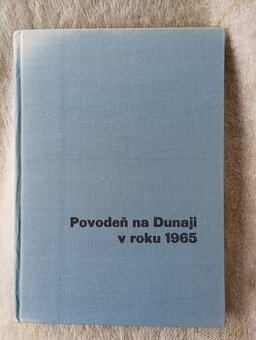 Povodeň na Dunaji
v roku 1965